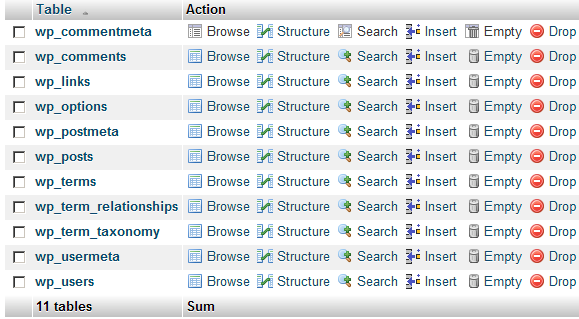 Table Action
wp_commentmeta Browse Structure Search Insert Empty Drop
wp_comments Browse Structure Search Insert Empty Drop
wp_links Browse Structure Search Insert Empty Drop
wp_options Browse Structure Search Insert Empty Drop
wp_postmeta Browse Structure Search Insert Empty Drop
wp_posts Browse Structure Search Insert Empty Drop
wp_terms Browse Structure Search Insert Empty Drop
wp_term_relationships Browse Structure Search Insert Empty Drop
wp_term_taxonomy Browse Structure Search Insert Empty Drop
wp_usermeta Browse Structure Search Insert Empty Drop
wp_users Browse Structure Search Insert Empty Drop
11 tables Sum